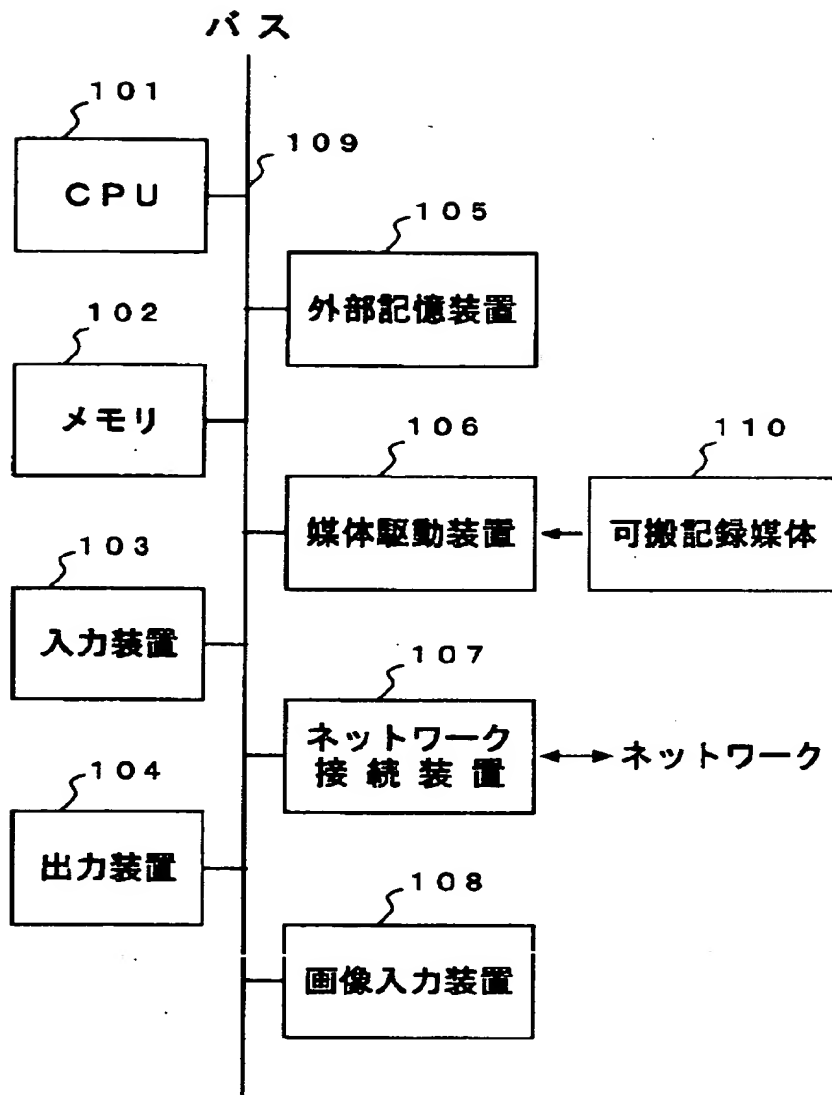 バス
101
109
CPU
105
外部記憶装置
102
メモリ
106
110
媒体駆動装置
可搬記録媒体
103
入力装置
107
ネットワーク
接続装置
ネットワーク
104
出力装置
108
画像入力装置